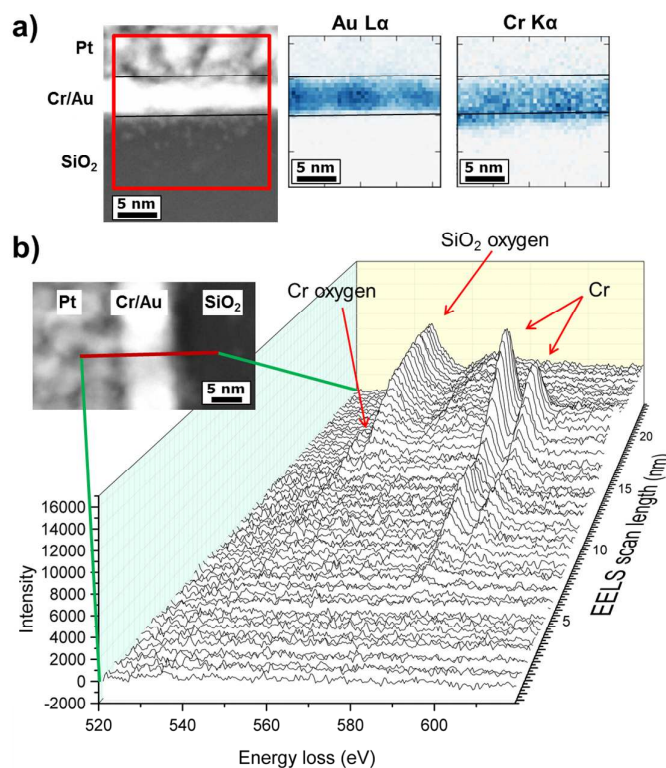 a)
Au Lα
Cr Kα
Pt
Cr/Au
SiO2
5 nm
5 nm
5 nm
b)
SiO2 oxygen
Cr oxygen
Cr
Pt
Cr/Au
SiO2
5 nm
16000
14000
12000
10000
8000
6000
4000
2000
0
-2000
Intensity
520
540
560
580
600
Energy loss (eV)
5
10
15
20
EELS scan length (nm)